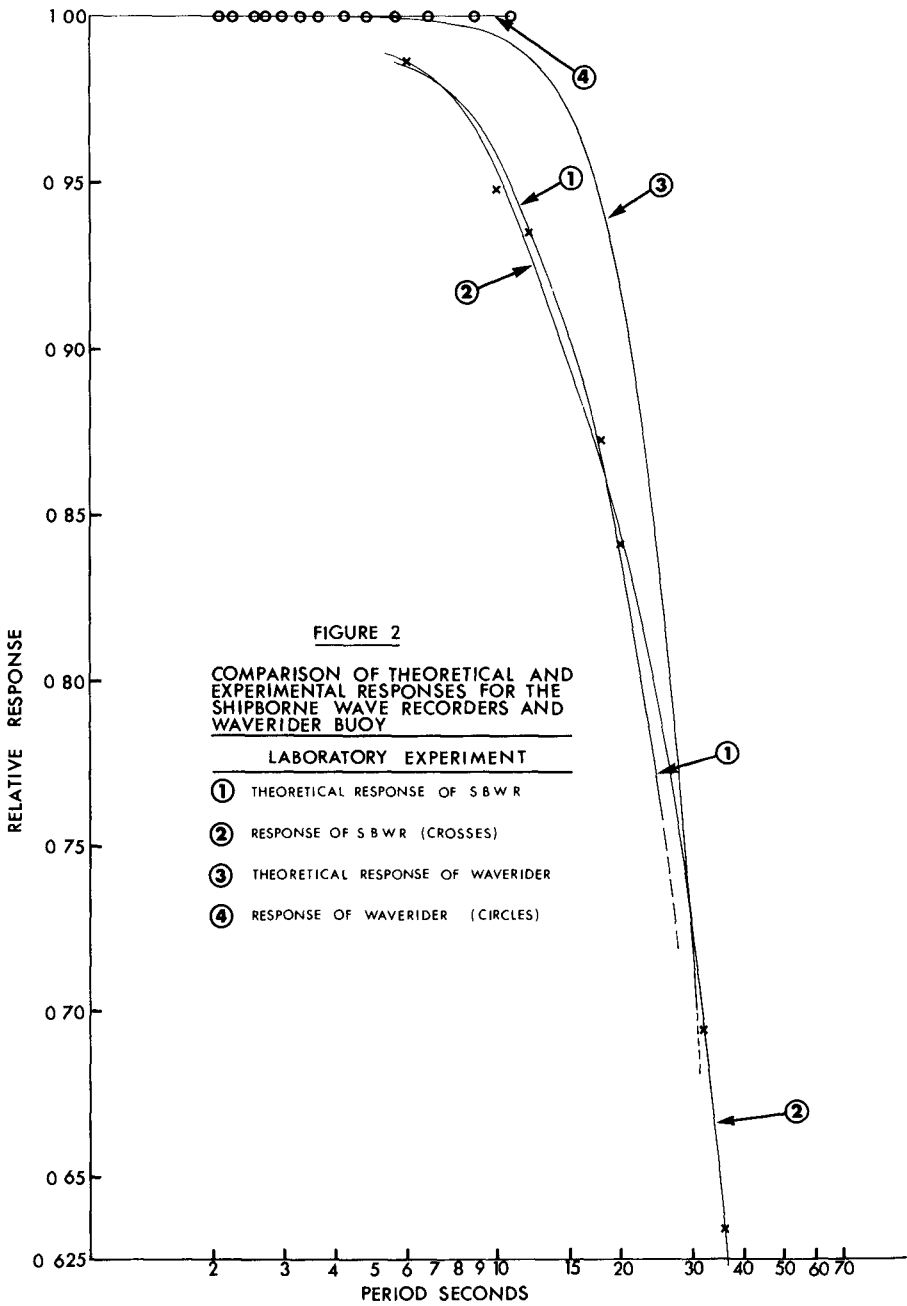 1 00
0 95
0 90
0 85
0 80
0 75
0 70
0 65
0 625
RELATIVE RESPONSE
4
3
1
2
1
2
FIGURE 2
COMPARISON OF THEORETICAL AND
EXPERIMENTAL RESPONSES FOR THE
SHIPBORNE WAVE RECORDERS AND
WAVERIDER BUOY
LABORATORY EXPERIMENT
1 THEORETICAL RESPONSE OF S B W R
2 RESPONSE OF S B W R (CROSSES)
3 THEORETICAL RESPONSE OF WAVERIDER
4 RESPONSE OF WAVERIDER (CIRCLES)
2 3 4 5 6 7 8 9 10 15 20 30 40 50 60 70
PERIOD SECONDS